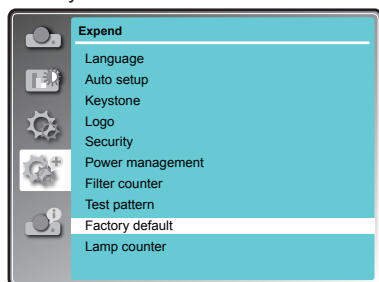 Expend
Language
Auto setup
Keystone
Logo
Security
Power management
Filter counter
Test pattern
Factory default
Lamp counter